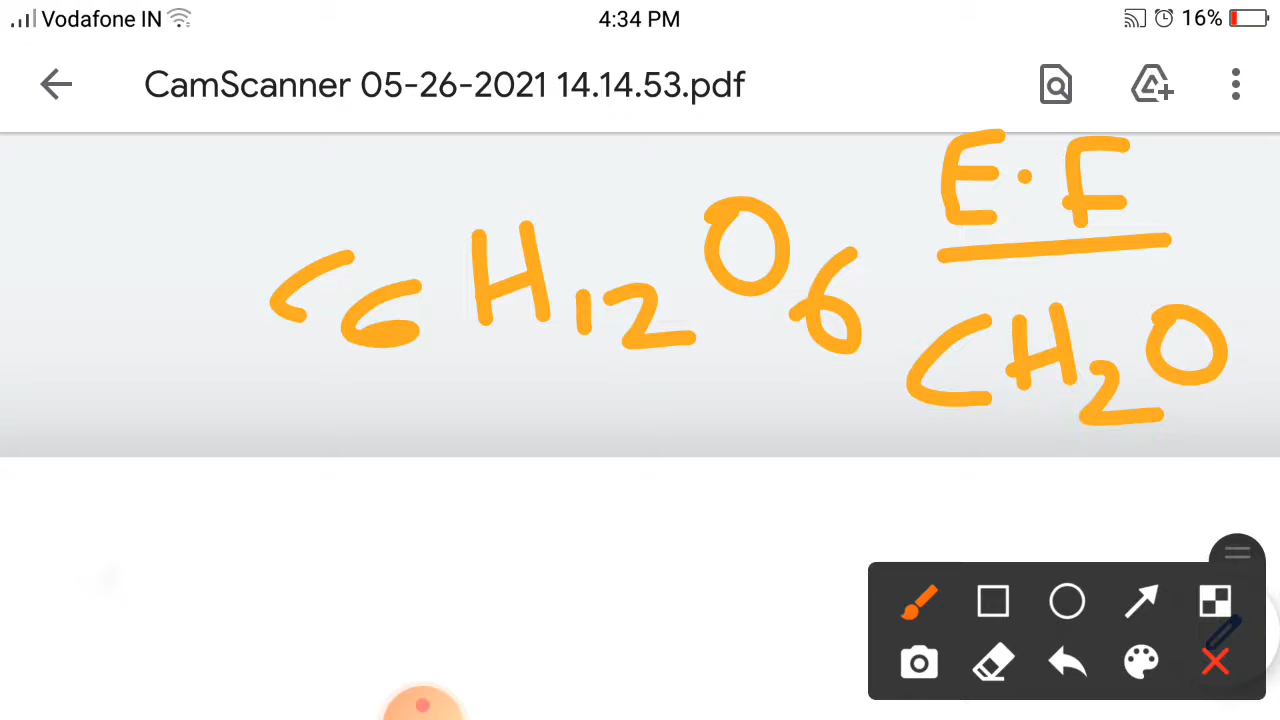 Vodafone IN 4:34 PM 16%
CamScanner 05-26-2021 14.14.53.pdf
E.F
C6H12O6
CH2O